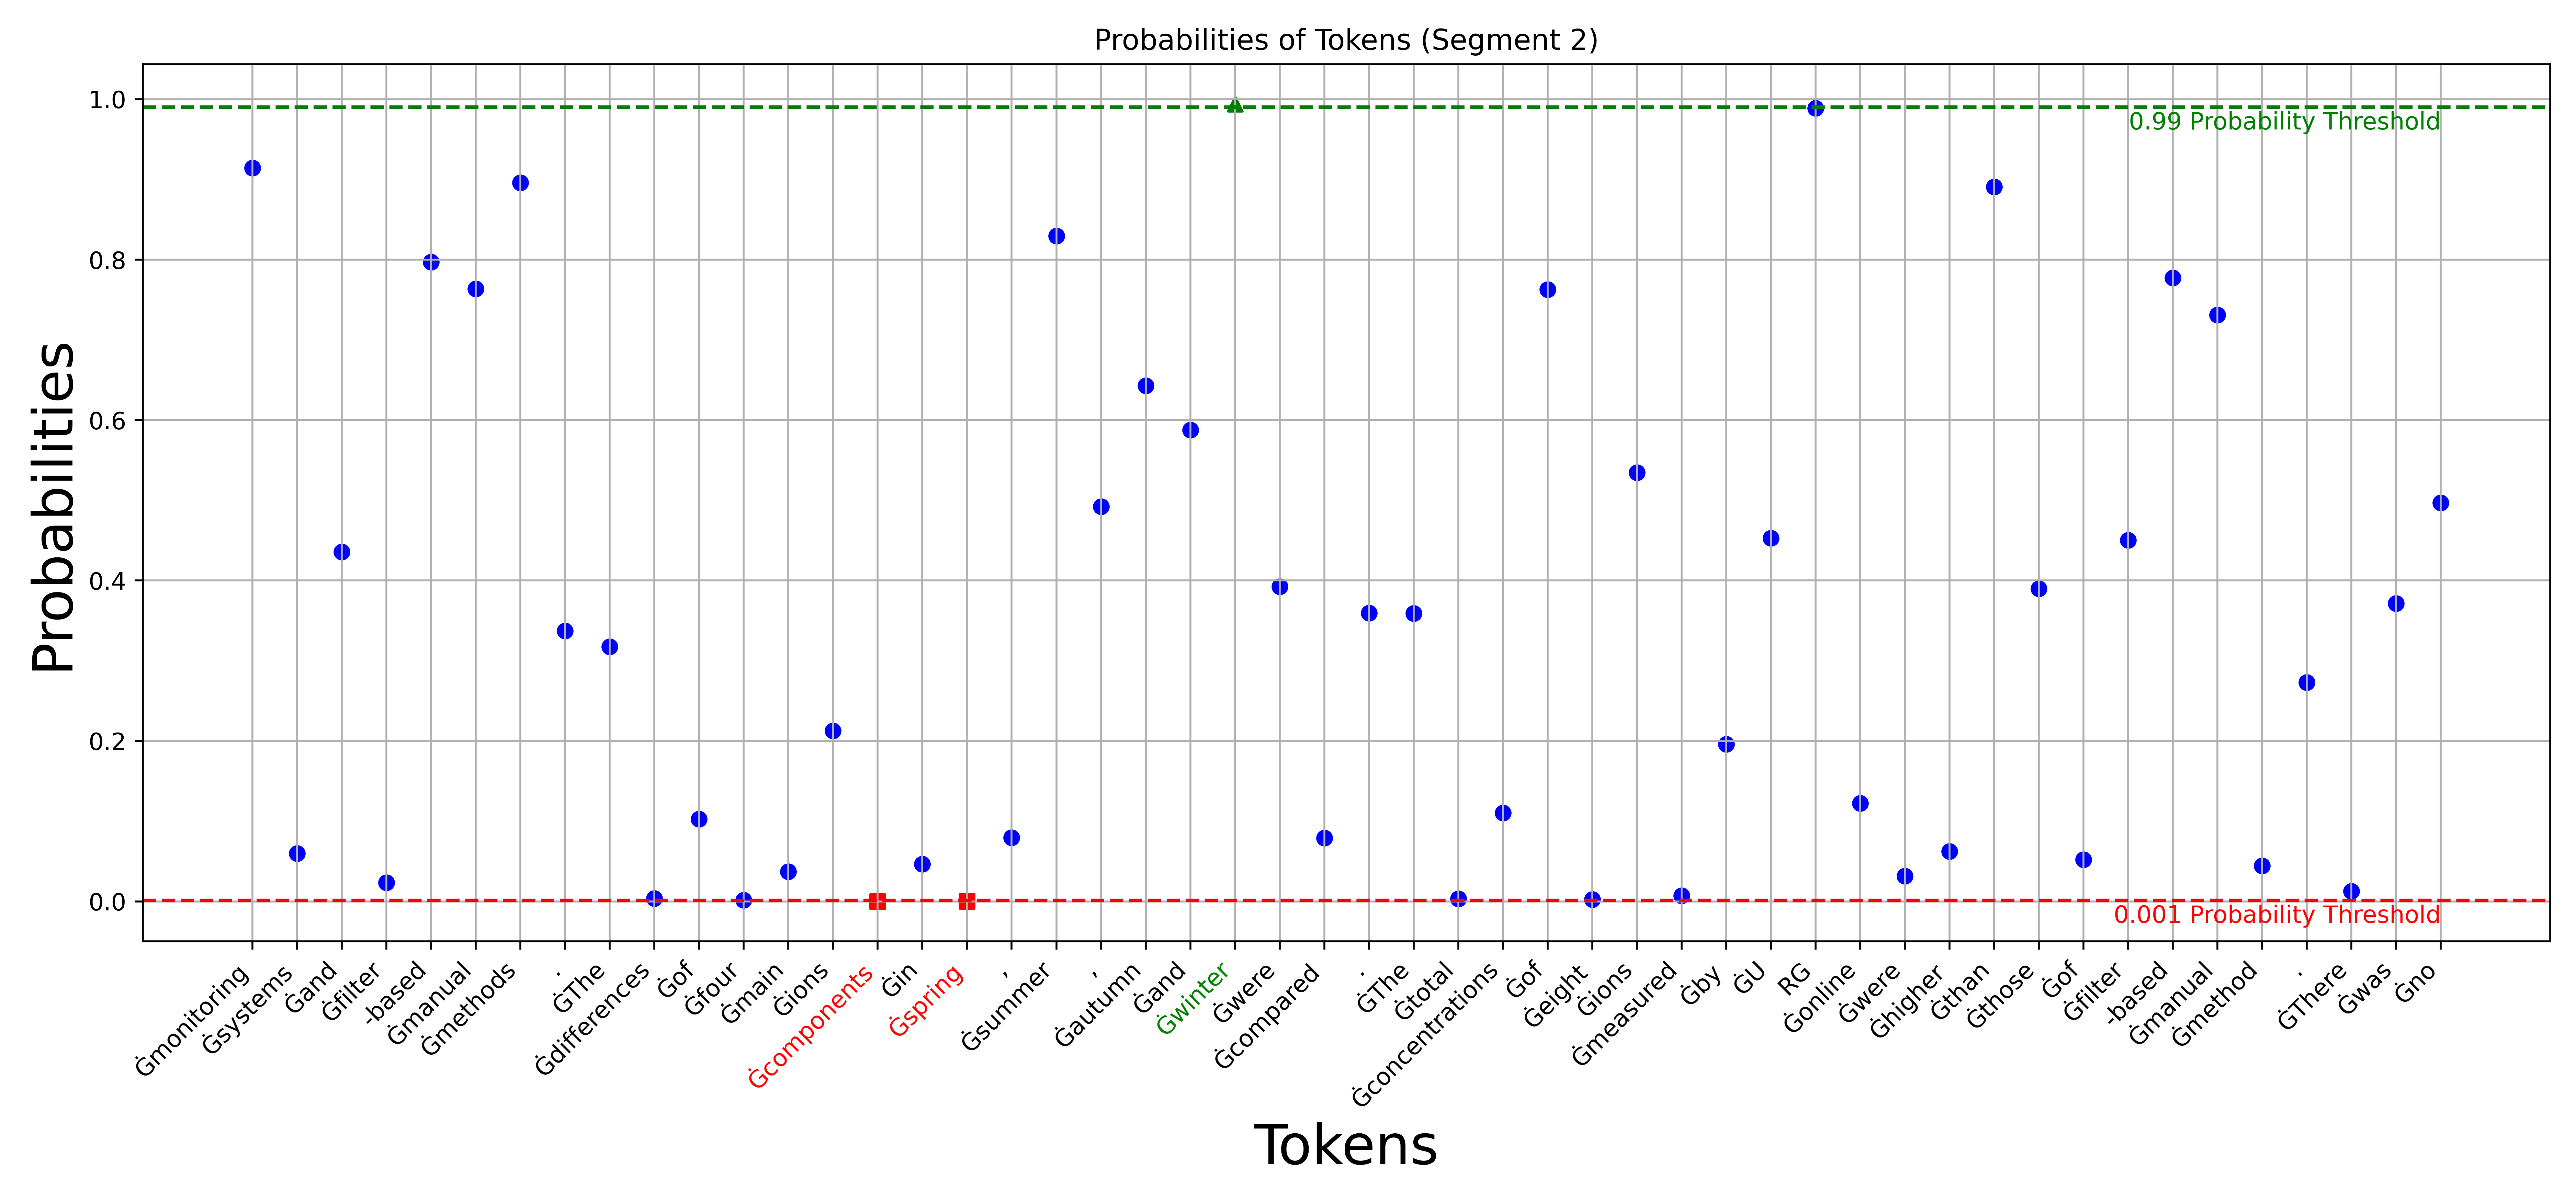 Probabilities of Tokens (Segment 2)
Probabilities
1.0
0.8
0.6
0.4
0.2
0.0
0.99 Probability Threshold
0.001 Probability Threshold
Ġmonitoring
Ġsystems
Ġand
Ġfilter
-based
Ġmanual
Ġmethods
.
ĠThe
Ġdifferences
Ġof
Ġfour
Ġmain
Ġions
Ġcomponents
Ġin
Ġspring
,
Ġsummer
,
Ġautumn
Ġand
Ġwinter
Ġwere
Ġcompared
.
ĠThe
Ġtotal
Ġconcentrations
Ġof
Ġeight
Ġions
Ġmeasured
Ġby
ĠU
RG
Ġonline
Ġwere
Ġhigher
Ġthan
Ġthose
Ġof
Ġfilter
-based
Ġmanual
Ġmethod
.
ĠThere
Ġwas
Ġno
Tokens